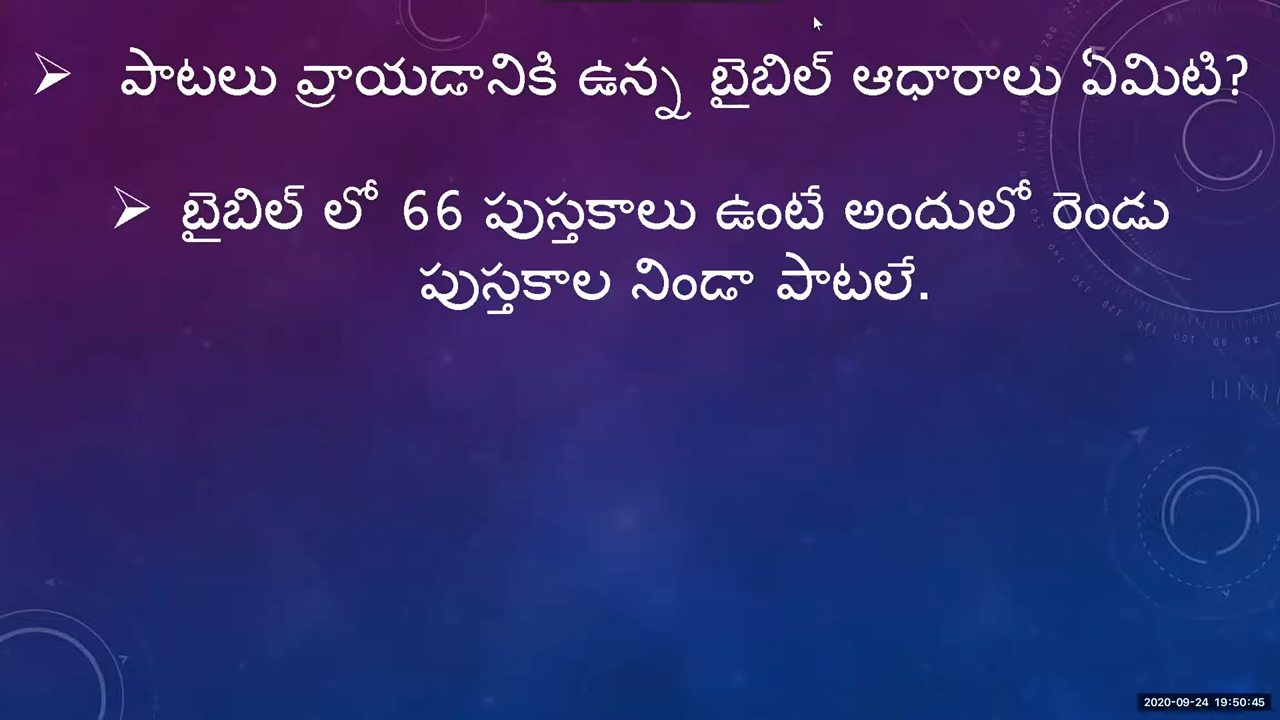 పాటలు వ్రాయడానికి ఉన్న బైబిల్ ఆధారాలు ఏమిటి?
బైబిల్ లో 66 పుస్తకాలు ఉంటే అందులో రెండు
పుస్తకాల నిండా పాటలే.
2020-09-24 19:50:45